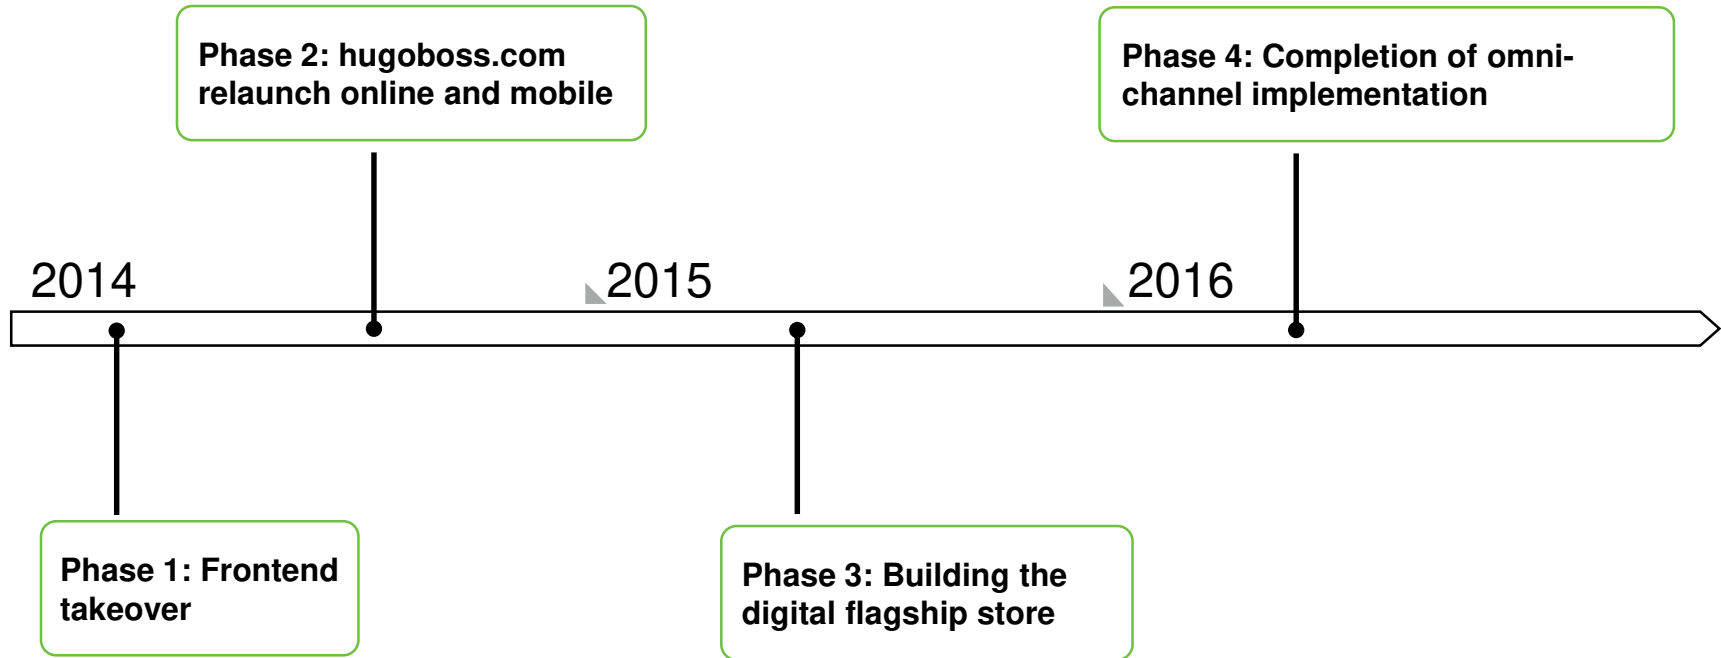 Phase 2: hugoboss.com
relaunch online and mobile
Phase 4: Completion of omni-
channel implementation
2014
2015
2016
Phase 1: Frontend
takeover
Phase 3: Building the
digital flagship store